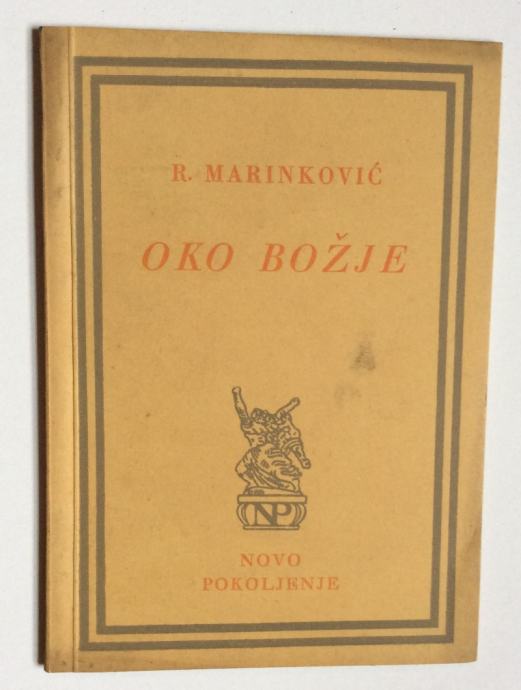 R. MARINKOVIĆ
OKO BOŽJE
NP
NOVO
POKOLJENJE